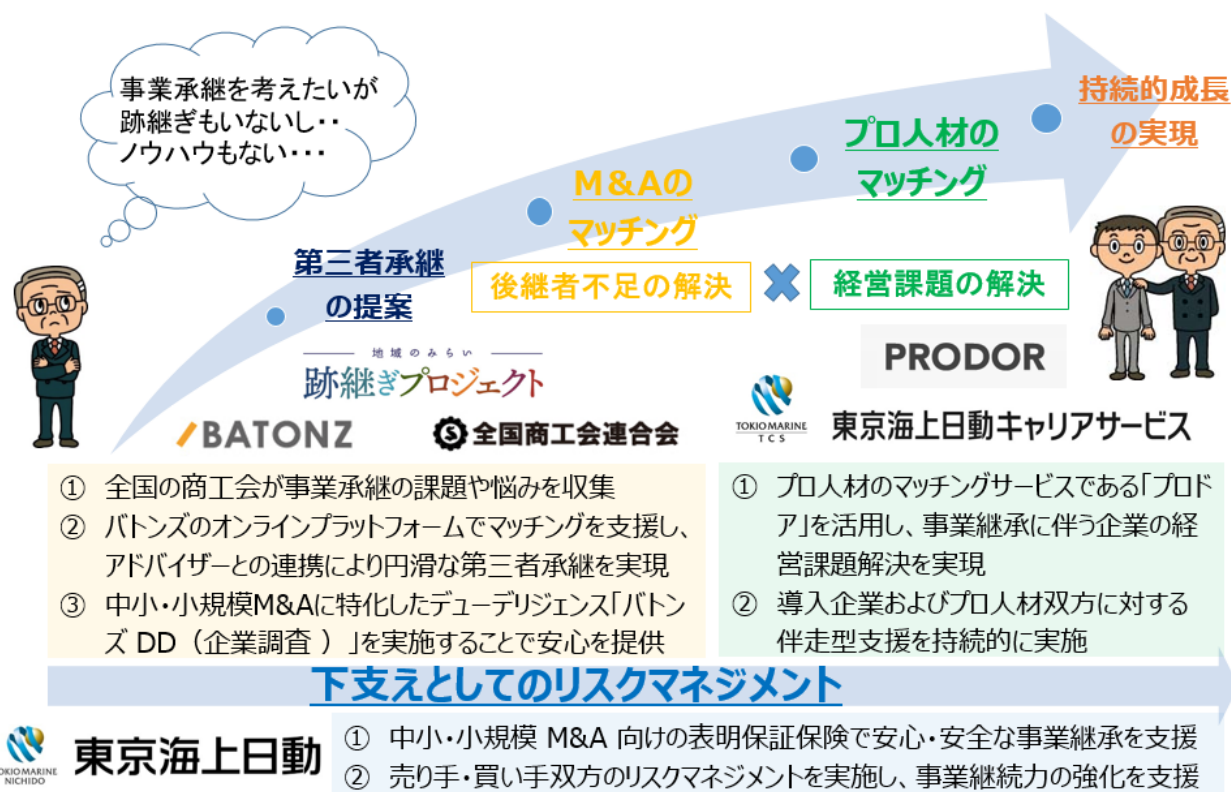 事業承継を考えたいが
跡継ぎもいないし・・
ノウハウもない・・・
持続的成長
の実現
プロ人材の
マッチング
M&Aの
マッチング
第三者承継
の提案
後継者不足の解決
経営課題の解決
地域のみらい
跡継ぎプロジェクト
BATONZ
全国商工会連合会
PRODOR
TOKIO MARINE
TCS
東京海上日動キャリアサービス
① 全国の商工会が事業承継の課題や悩みを収集
② バトンズのオンラインプラットフォームでマッチングを支援し、
アドバイザーとの連携により円滑な第三者承継を実現
③ 中小・小規模M&Aに特化したデューデリジェンス「バトン
ズ DD（企業調査 ）」を実施することで安心を提供
① プロ人材のマッチングサービスである「プロド
ア」を活用し、事業継承に伴う企業の経
営課題解決を実現
② 導入企業およびプロ人材双方に対する
伴走型支援を持続的に実施
下支えとしてのリスクマネジメント
TOKIO MARINE
NICHIDO
東京海上日動
① 中小・小規模 M&A 向けの表明保証保険で安心・安全な事業継承を支援
② 売り手・買い手双方のリスクマネジメントを実施し、事業継続力の強化を支援